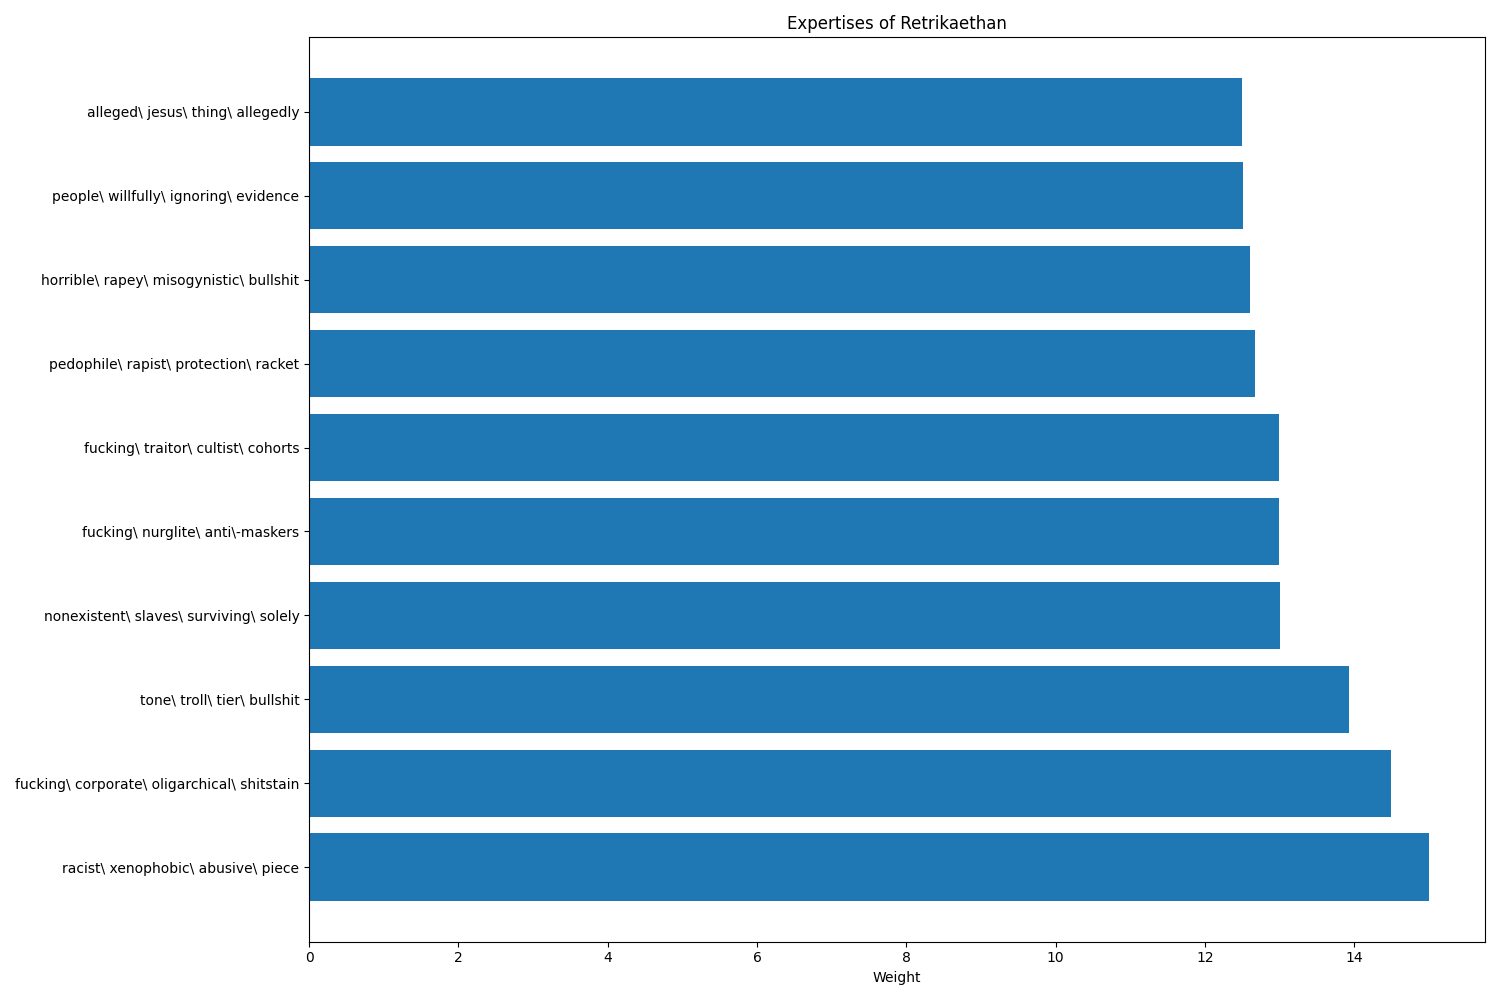 Expertises of Retrikaethan
alleged\ jesus\ thing\ allegedly
people\ willfully\ ignoring\ evidence
horrible\ rapey\ misogynistic\ bullshit
pedophile\ rapist\ protection\ racket
fucking\ traitor\ cultist\ cohorts
fucking\ nurglite\ anti\-maskers
nonexistent\ slaves\ surviving\ solely
tone\ troll\ tier\ bullshit
fucking\ corporate\ oligarchical\ shitstain
racist\ xenophobic\ abusive\ piece
0 2 4 6 8 10 12 14
Weight